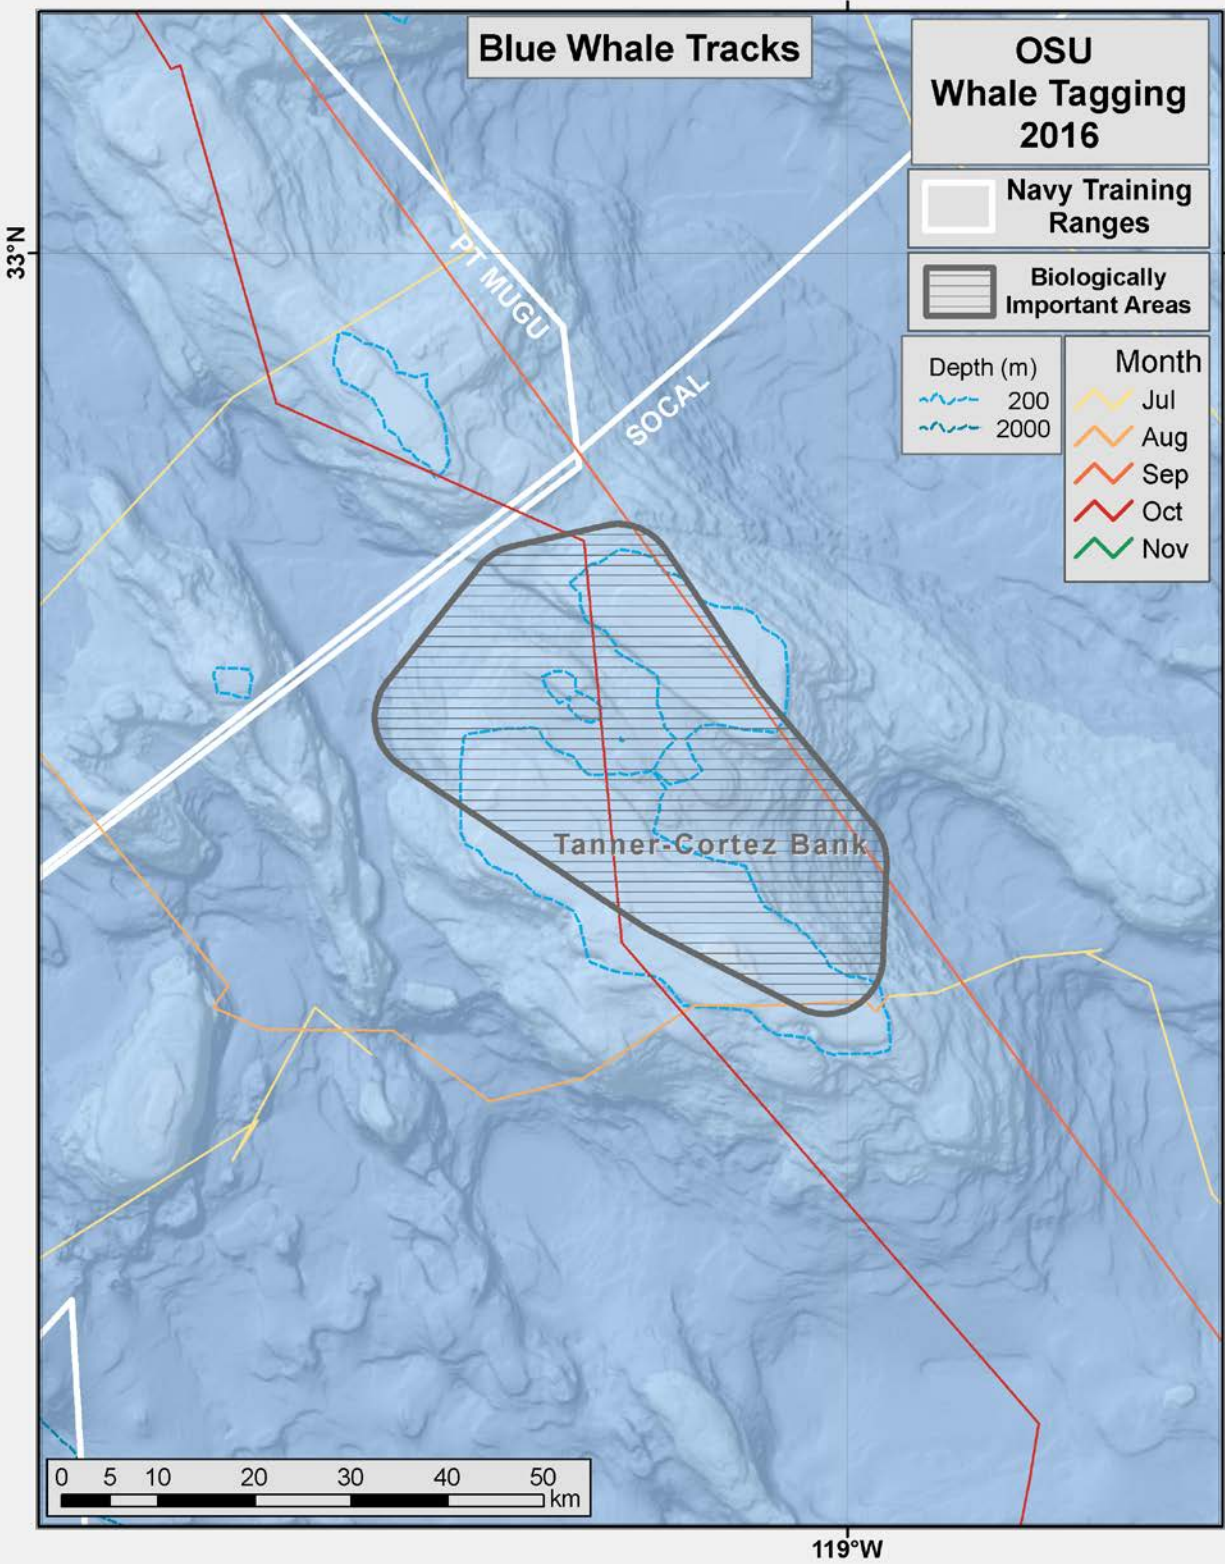 Blue Whale Tracks
OSU
Whale Tagging
2016
Navy Training
Ranges
Biologically
Important Areas
Depth (m)
200
2000
Month
Jul
Aug
Sep
Oct
Nov
33°N
PT MUGU
SOCAL
Tanner-Cortez Bank
0 5 10 20 30 40 50
km
119°W